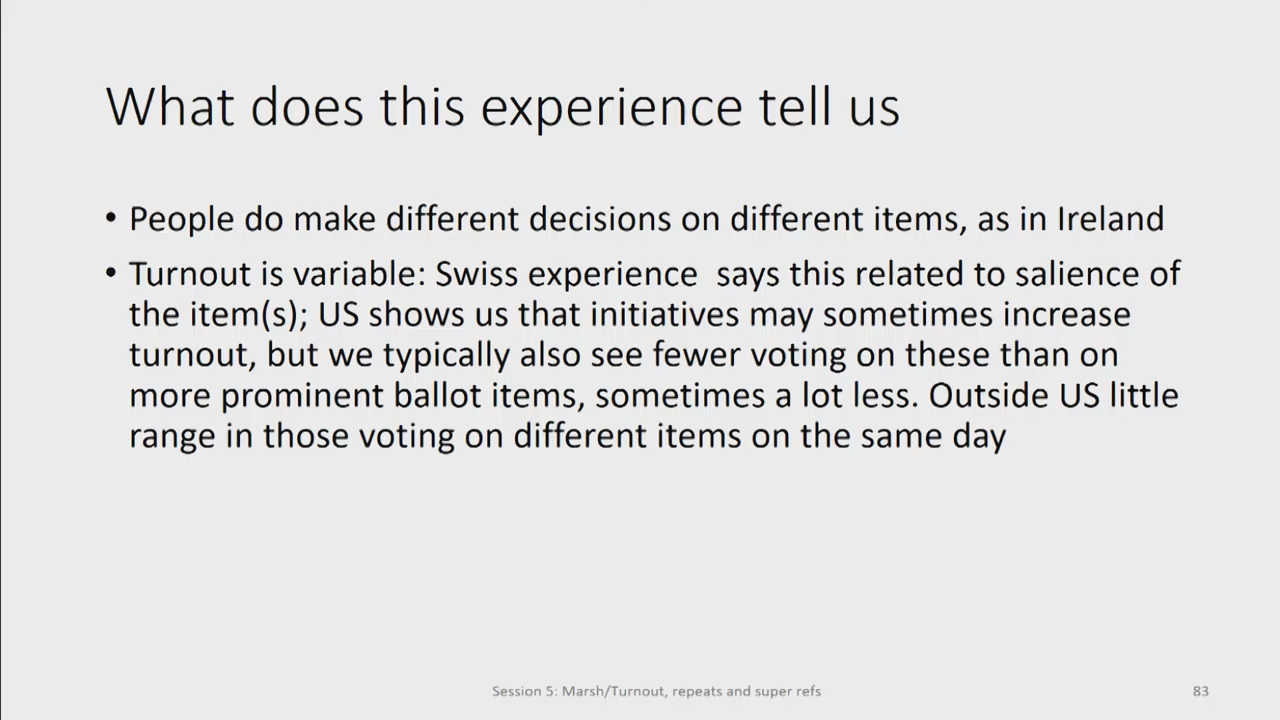 What does this experience tell us
• People do make different decisions on different items, as in Ireland
• Turnout is variable: Swiss experience  says this related to salience of
the item(s); US shows us that initiatives may sometimes increase
turnout, but we typically also see fewer voting on these than on
more prominent ballot items, sometimes a lot less. Outside US little
range in those voting on different items on the same day
Session 5: Marsh/Turnout, repeats and super refs
83